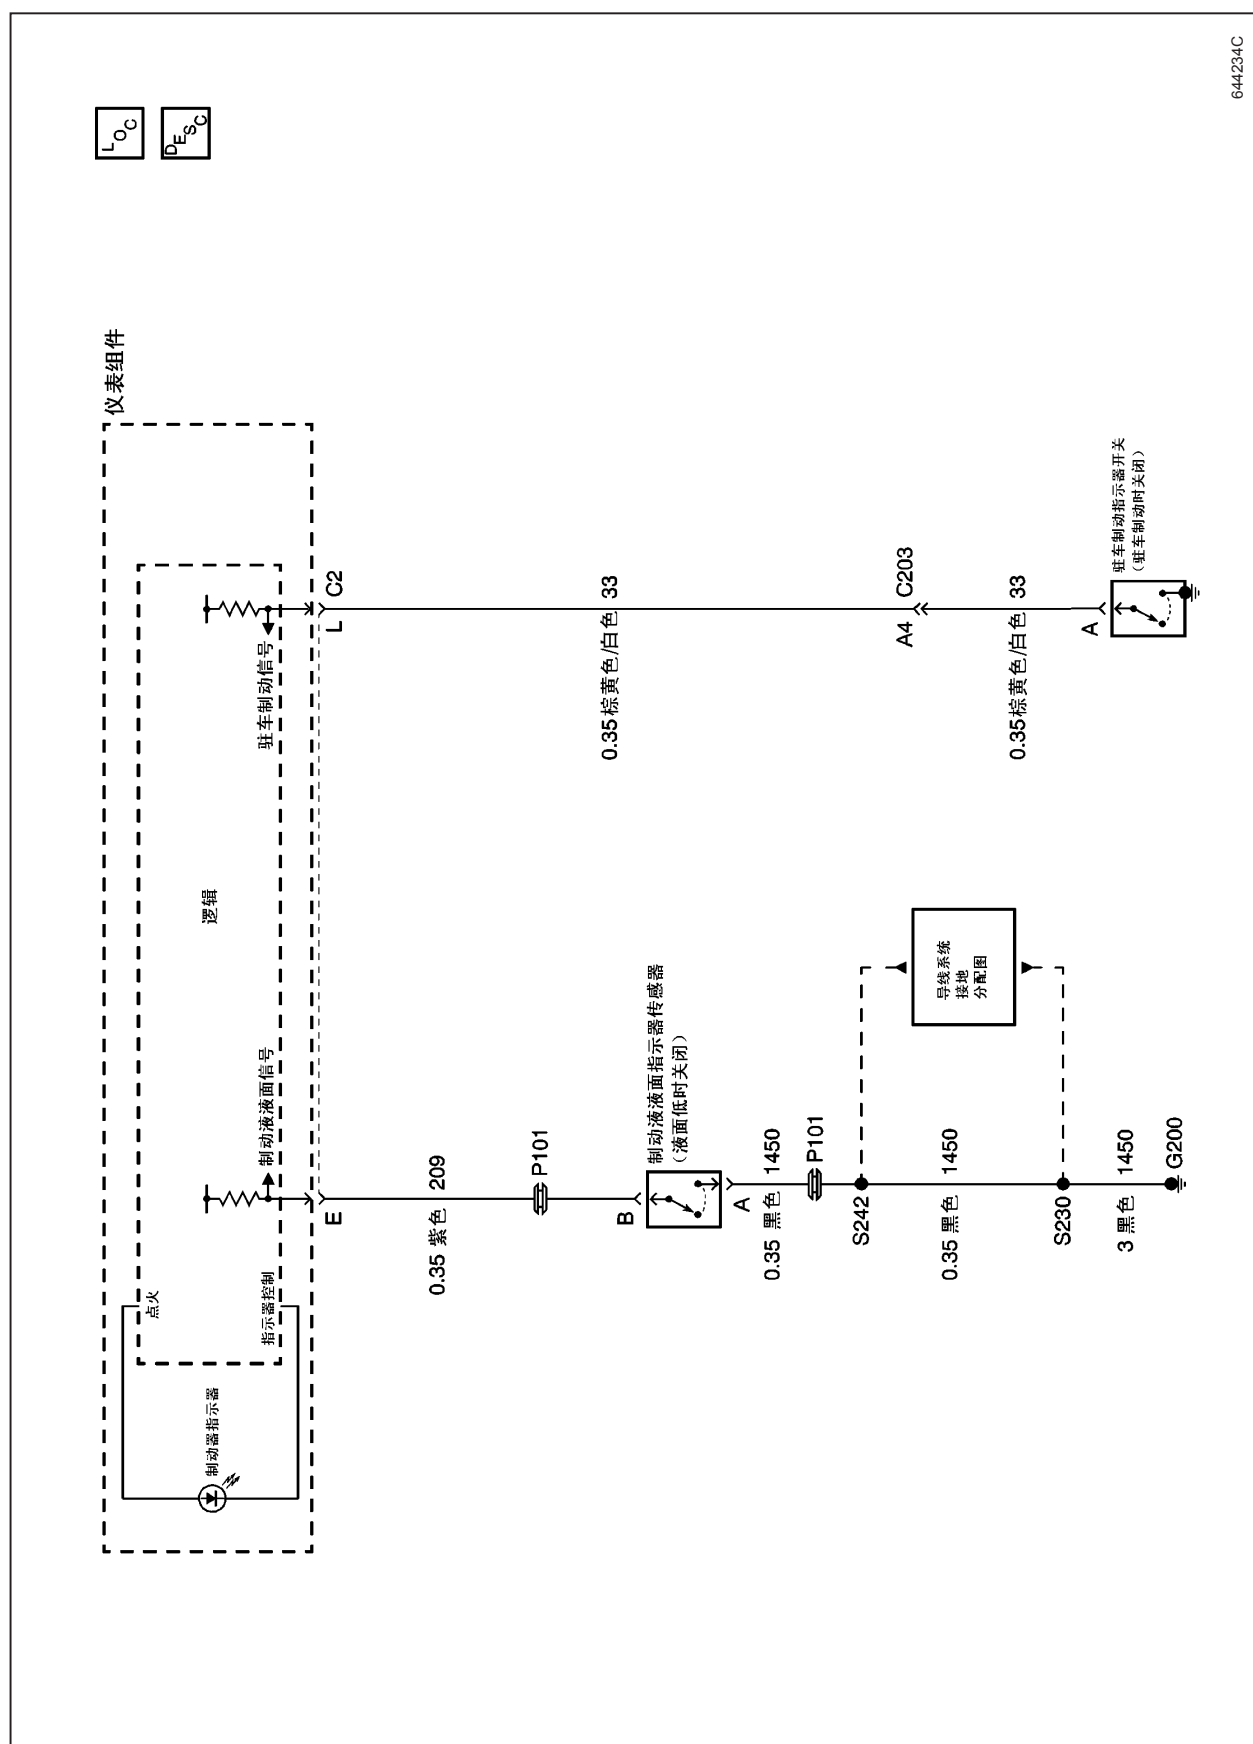 LOC
DESC
仪表组件
逻辑
点火
指示器控制
制动器指示器
制动液液面信号
驻车制动信号
E
L
C2
0.35 紫色 209
P101
B
制动液液面指示器传感器
（液面低时关闭）
A
0.35 黑色 1450
P101
S242
0.35 黑色 1450
导线系统
接地
分配图
S230
3 黑色 1450
G200
0.35 棕黄色/白色 33
A4
C203
0.35 棕黄色/白色 33
A
驻车制动指示器开关
（驻车制动时关闭）
644234C